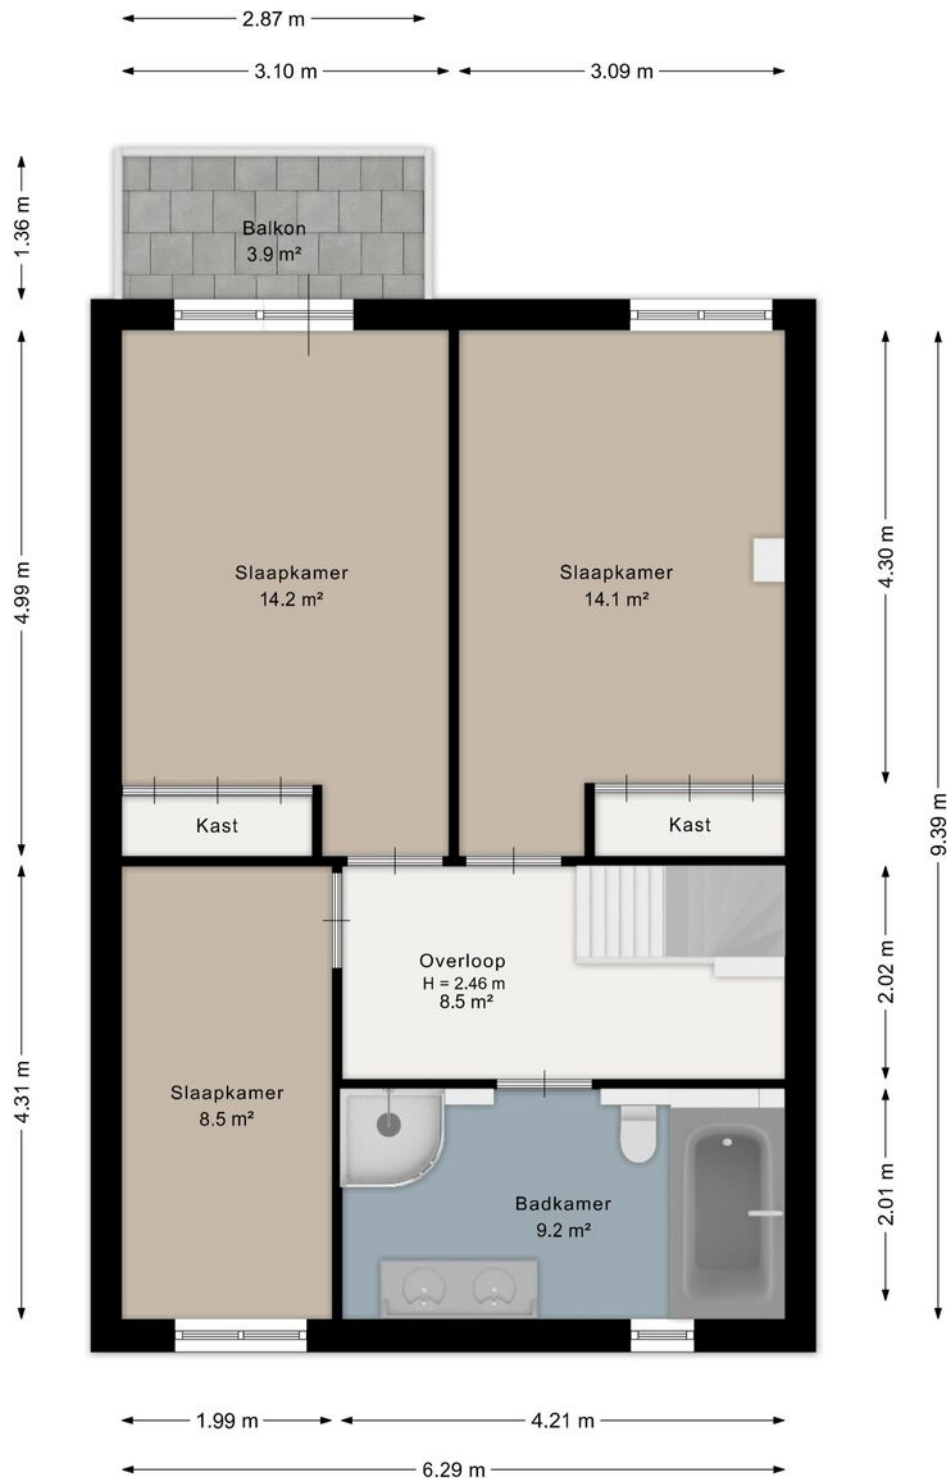 2.87 m
3.10 m
3.09 m
1.36 m
Balkon
3.9 m²
4.99 m
4.30 m
9.39 m
Slaapkamer
14.2 m²
Slaapkamer
14.1 m²
Kast
Kast
Overloop
H = 2.46 m
8.5 m²
2.02 m
4.31 m
Slaapkamer
8.5 m²
Badkamer
9.2 m²
2.01 m
1.99 m
4.21 m
6.29 m